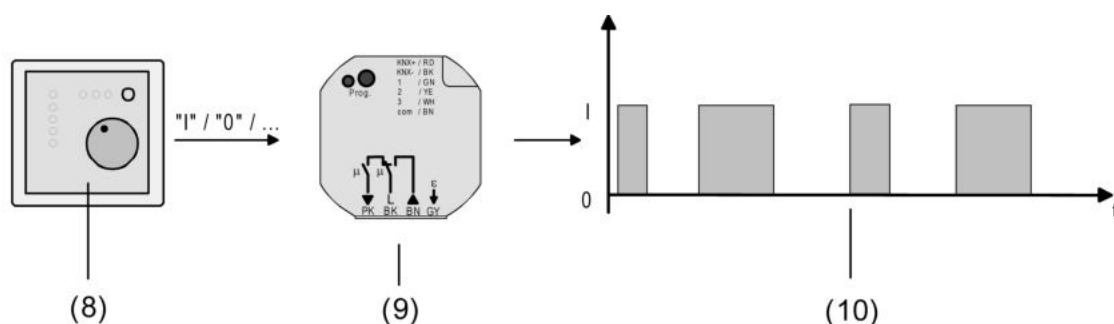 "I" / "0" / ...
KNX+ / RD
KNX- / BK
1 / GN
2 / YE
3 / WH
com / BN
Prog.
µ µ
ε
L
PK BK BN GY
I
0
t
(8)
(9)
(10)